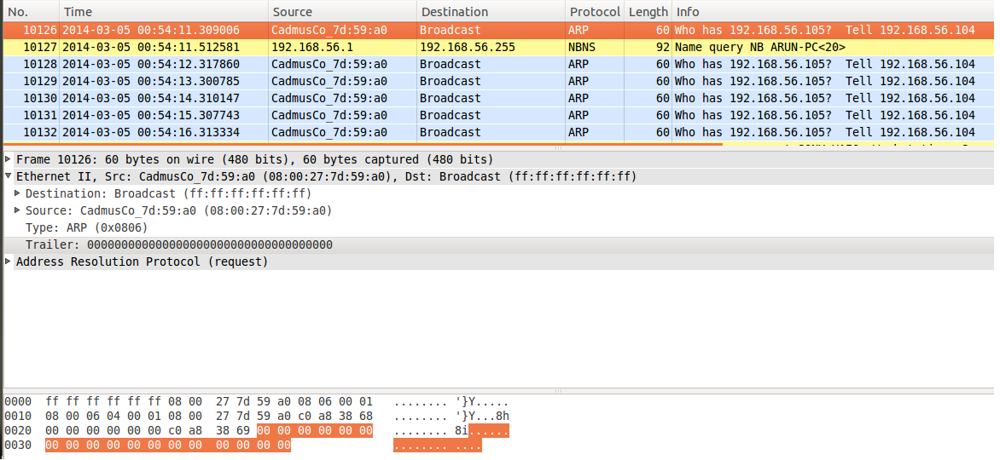 No. Time Source Destination Protocol Length Info
10126 2014-03-05 00:54:11.309006 CadmusCo_7d:59:a0 Broadcast ARP 60 Who has 192.168.56.105? Tell 192.168.56.104
10127 2014-03-05 00:54:11.512581 192.168.56.1 192.168.56.255 NBNS 92 Name query NB ARUN-PC<20>
10128 2014-03-05 00:54:12.317860 CadmusCo_7d:59:a0 Broadcast ARP 60 Who has 192.168.56.105? Tell 192.168.56.104
10129 2014-03-05 00:54:13.300785 CadmusCo_7d:59:a0 Broadcast ARP 60 Who has 192.168.56.105? Tell 192.168.56.104
10130 2014-03-05 00:54:14.310147 CadmusCo_7d:59:a0 Broadcast ARP 60 Who has 192.168.56.105? Tell 192.168.56.104
10131 2014-03-05 00:54:15.307743 CadmusCo_7d:59:a0 Broadcast ARP 60 Who has 192.168.56.105? Tell 192.168.56.104
10132 2014-03-05 00:54:16.313334 CadmusCo_7d:59:a0 Broadcast ARP 60 Who has 192.168.56.105? Tell 192.168.56.104
Frame 10126: 60 bytes on wire (480 bits), 60 bytes captured (480 bits)
Ethernet II, Src: CadmusCo_7d:59:a0 (08:00:27:7d:59:a0), Dst: Broadcast (ff:ff:ff:ff:ff:ff)
Destination: Broadcast (ff:ff:ff:ff:ff:ff)
Source: CadmusCo_7d:59:a0 (08:00:27:7d:59:a0)
Type: ARP (0x0806)
Trailer: 000000000000000000000000000000000000
Address Resolution Protocol (request)
0000 ff ff ff ff ff ff 08 00 27 7d 59 a0 08 06 00 01 ........ '}Y.....
0010 08 00 06 04 00 01 08 00 27 7d 59 a0 c0 a8 38 68 ........ '}Y...8h
0020 00 00 00 00 00 00 c0 a8 38 69 00 00 00 00 00 00 ........ 8i......
0030 00 00 00 00 00 00 00 00 00 00 00 00 ........ ....